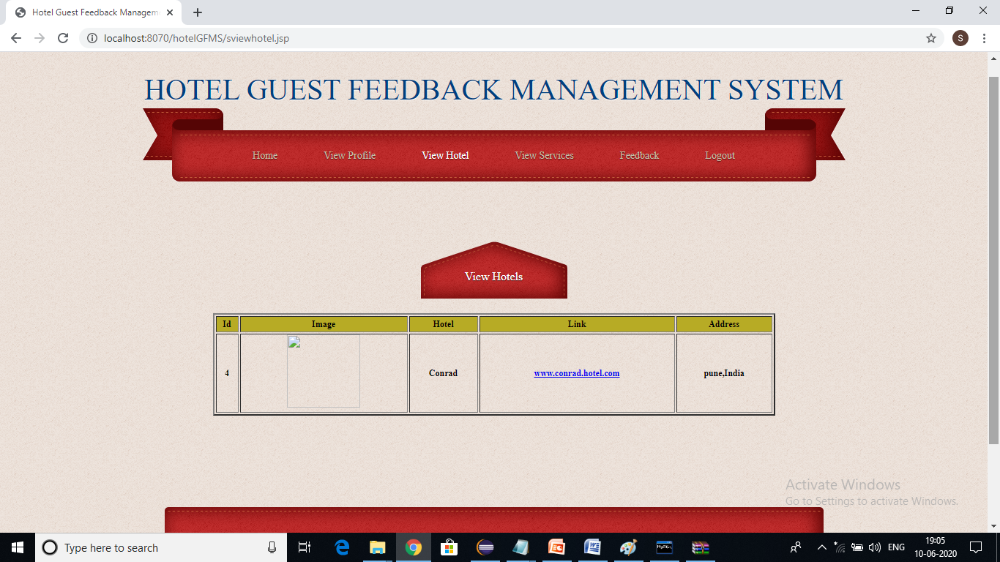 Hotel Guest Feedback Managem
localhost:8070/hotelGFMS/sviewhotel.jsp
S
HOTEL GUEST FEEDBACK MANAGEMENT SYSTEM
Home View Profile View Hotel View Services Feedback Logout
View Hotels
Id Image Hotel Link Address
4 Conrad www.conrad.hotel.com pune,India
Activate Windows
Go to Settings to activate Windows.
Type here to search
ENG
19:05
10-06-2020